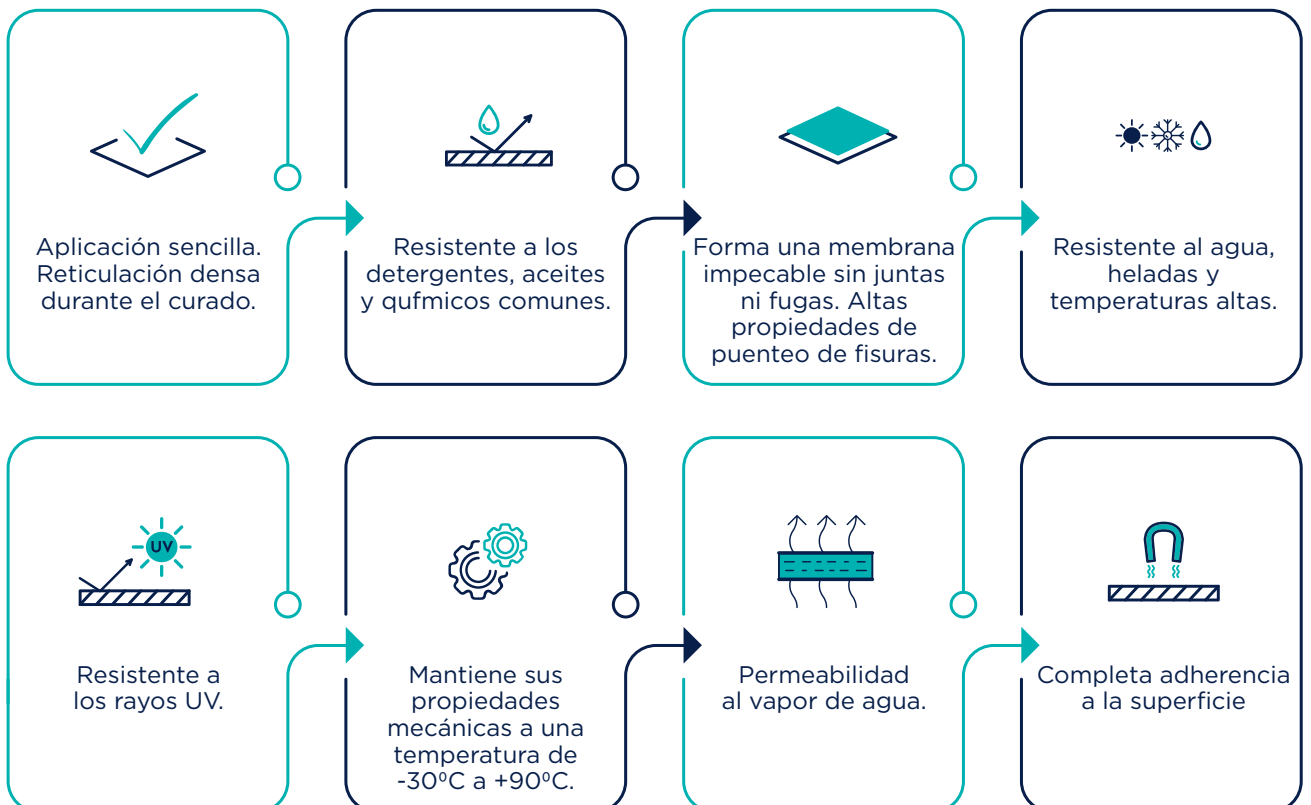 Aplicación sencilla.
Reticulación densa
durante el curado.
Resistente a los
detergentes, aceites
y qufmicos comunes.
Forma una membrana
impecable sin juntas
ni fugas. Altas
propiedades de
puenteo de fisuras.
Resistente al agua,
heladas y
temperaturas altas.
UV
Resistente a
los rayos UV.
Mantiene sus
propiedades
mecánicas a una
temperatura de
-30⁰C a +90⁰C.
Permeabilidad
al vapor de agua.
Completa adherencia
a la superficie